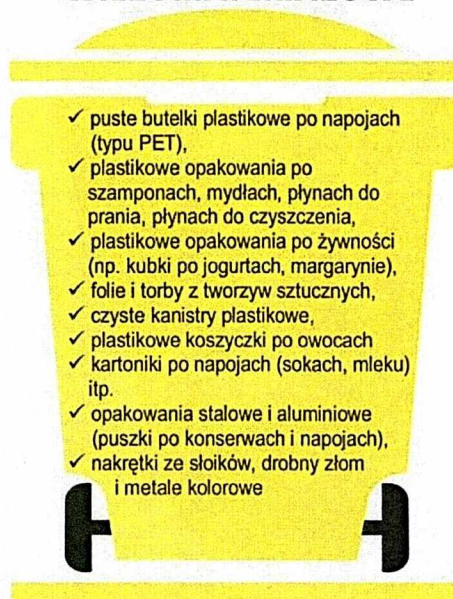 ✓ puste butelki plastikowe po napojach
(typu PET),
✓ plastikowe opakowania po
szamponach, mydłach, płynach do
prania, płynach do czyszczenia,
✓ plastikowe opakowania po żywności
(np. kubki po jogurtach, margarynie),
✓ folie i torby z tworzyw sztucznych,
✓ czyste kanistry plastikowe,
✓ plastikowe koszyczki po owocach
✓ kartoniki po napojach (sokach, mleku)
itp.
✓ opakowania stalowe i aluminiowe
(puszki po konserwach i napojach),
✓ nakrętki ze słoików, drobny złom
i metale kolorowe